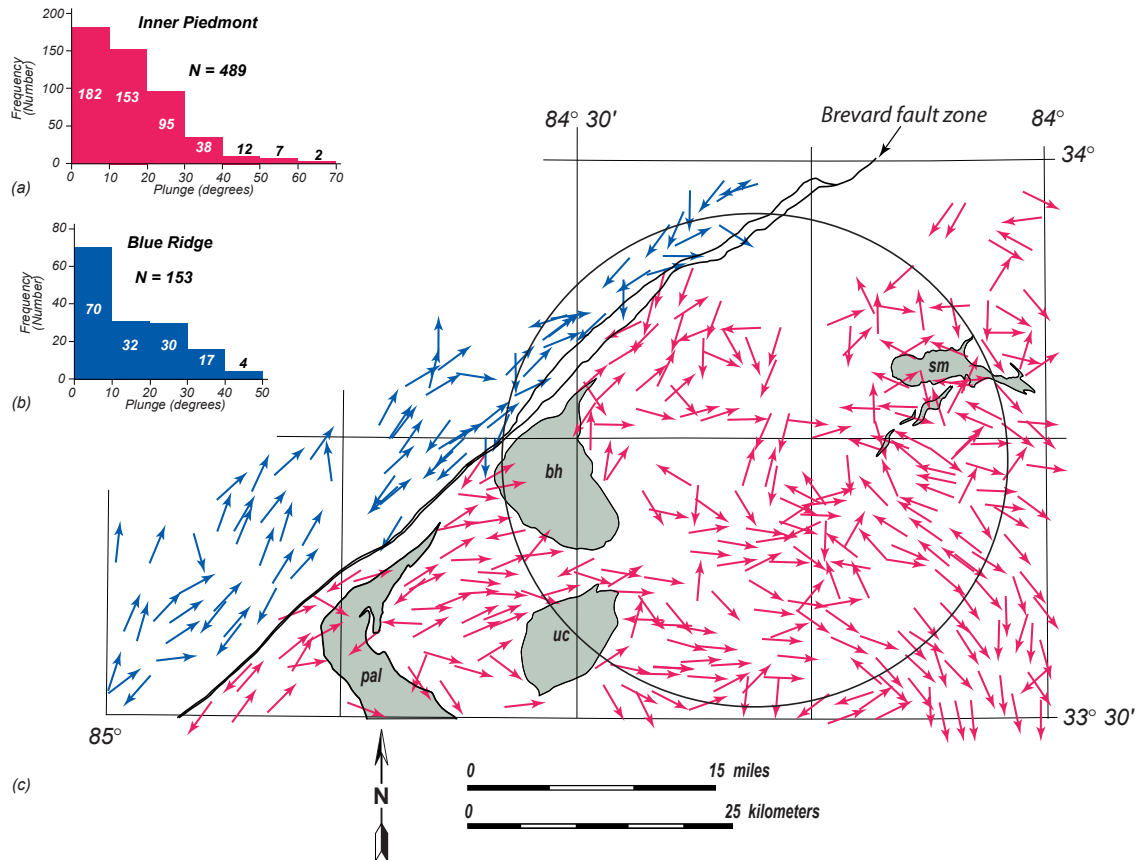 200
Inner Piedmont
150
N = 489
Frequency
(Number)
100
50
0
182
153
95
38
12
7
2
0 10 20 30 40 50 60 70
Plunge (degrees)
(a)
80
Blue Ridge
60
N = 153
Frequency
(Number)
40
20
0
70
32
30
17
4
0 10 20 30 40 50
Plunge (degrees)
(b)
84° 30'
Brevard fault zone
84°
34°
sm
bh
uc
pal
85°
33° 30'
(c)
N
0 15 miles
0 25 kilometers